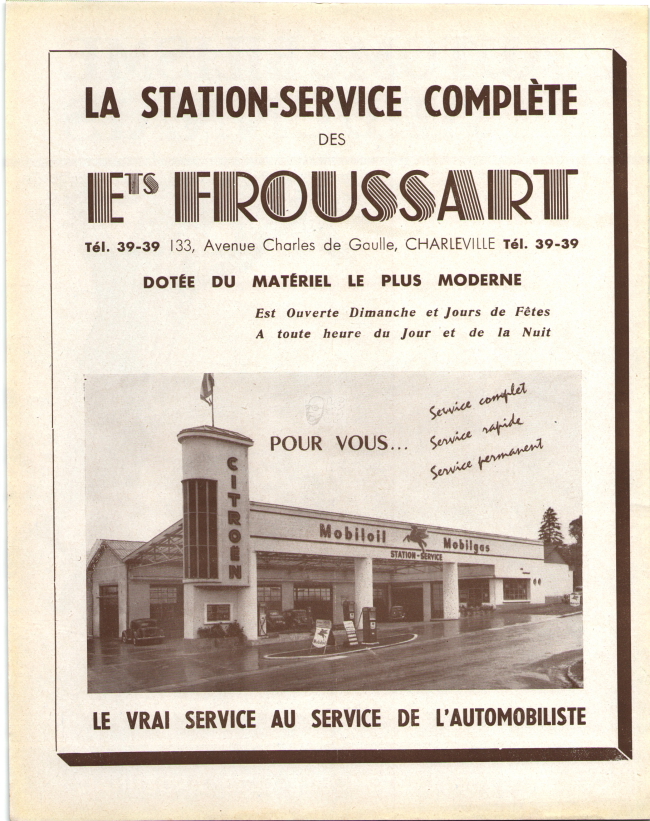 LA STATION-SERVICE COMPLÈTE
DES
ETS FROUSSART
Tél. 39-39 133, Avenue Charles de Gaulle, CHARLEVILLE Tél. 39-39
DOTÉE DU MATÉRIEL LE PLUS MODERNE
Est Ouverte Dimanche et Jours de Fêtes
A toute heure du Jour et de la Nuit
POUR VOUS...
Service complet
Service rapide
Service permanent
CITROËN
Mobiloil Mobilgas
STATION-SERVICE
LE VRAI SERVICE AU SERVICE DE L'AUTOMOBILISTE